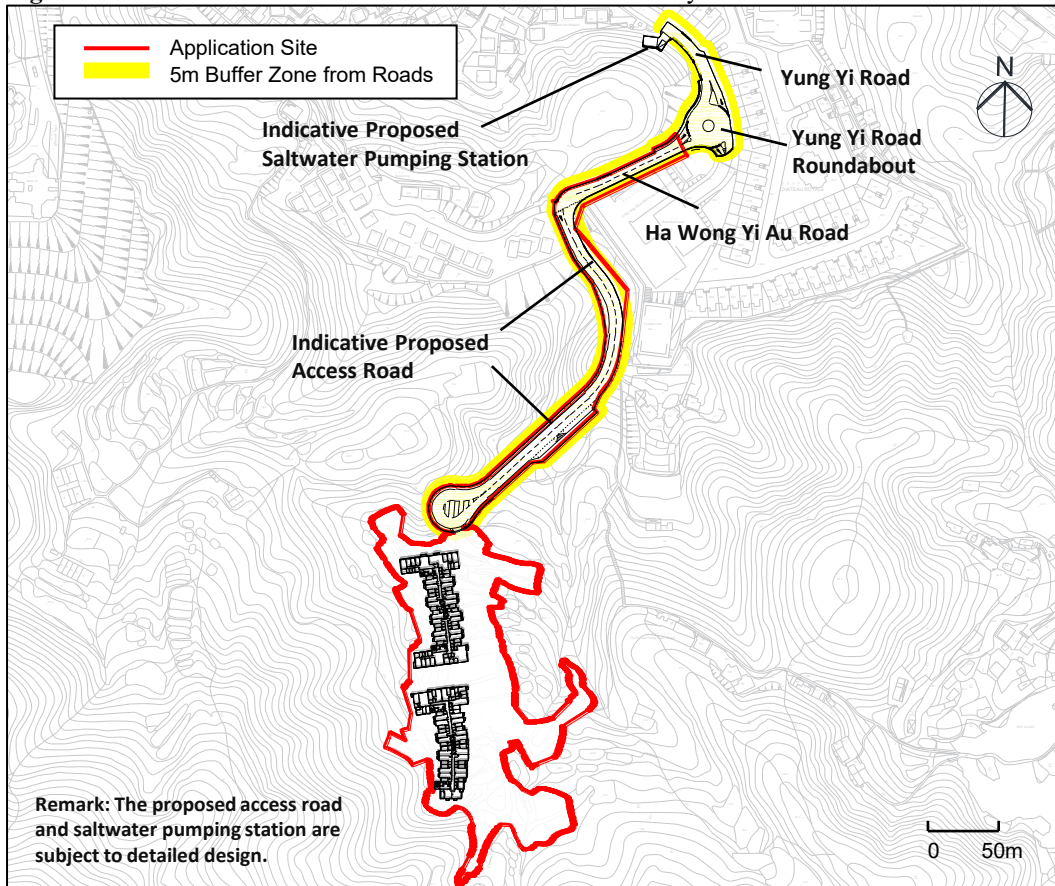 Application Site
5m Buffer Zone from Roads
Yung Yi Road
N
Indicative Proposed
Saltwater Pumping Station
Yung Yi Road
Roundabout
Ha Wong Yi Au Road
Indicative Proposed
Access Road
Remark: The proposed access road
and saltwater pumping station are
subject to detailed design.
0 50m